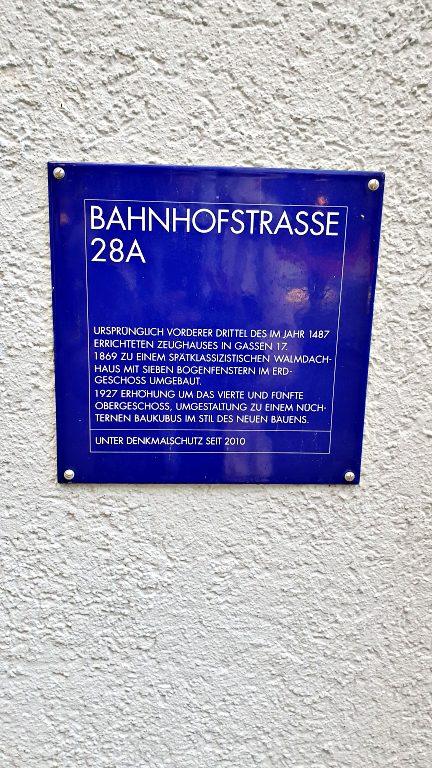 BAHNHOFSTRASSE
28A
URSPRÜNGLICH VORDERER DRITTEL DES IM JAHR 1487
ERRICHTETEN ZEUGHAUSES IN GASSEN 17.
1869 ZU EINEM SPÄTKLASSIZISTISCHEN WALMDACH-
HAUS MIT SIEBEN BOGENFENSTERN IM ERD-
GESCHOSS UMGEBAUT.
1927 ERHÖHUNG UM DAS VIERTE UND FÜNFTE
OBERGESCHOSS, UMGESTALTUNG ZU EINEM NÜCH-
TERNEN BAUKUBUS IM STIL DES NEUEN BAUENS.
UNTER DENKMALSCHUTZ SEIT 2010